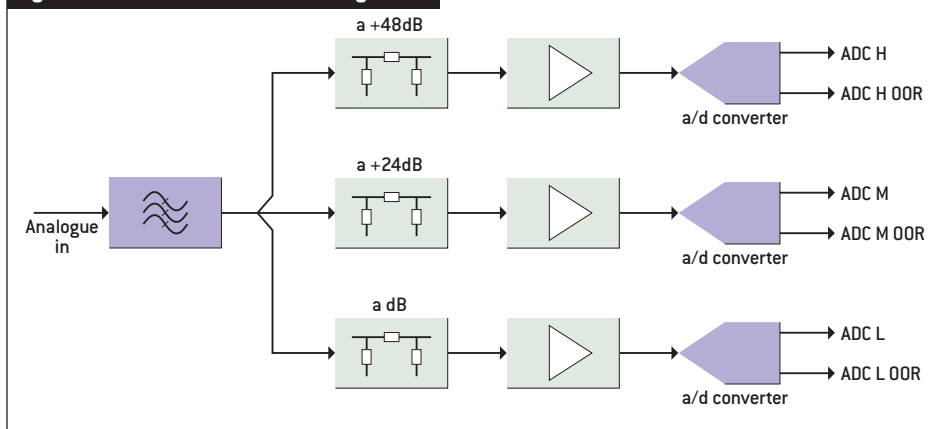 a +48dB
ADC H
ADC H OOR
a/d converter
a +24dB
Analogue
in
ADC M
ADC M OOR
a/d converter
a dB
ADC L
ADC L OOR
a/d converter